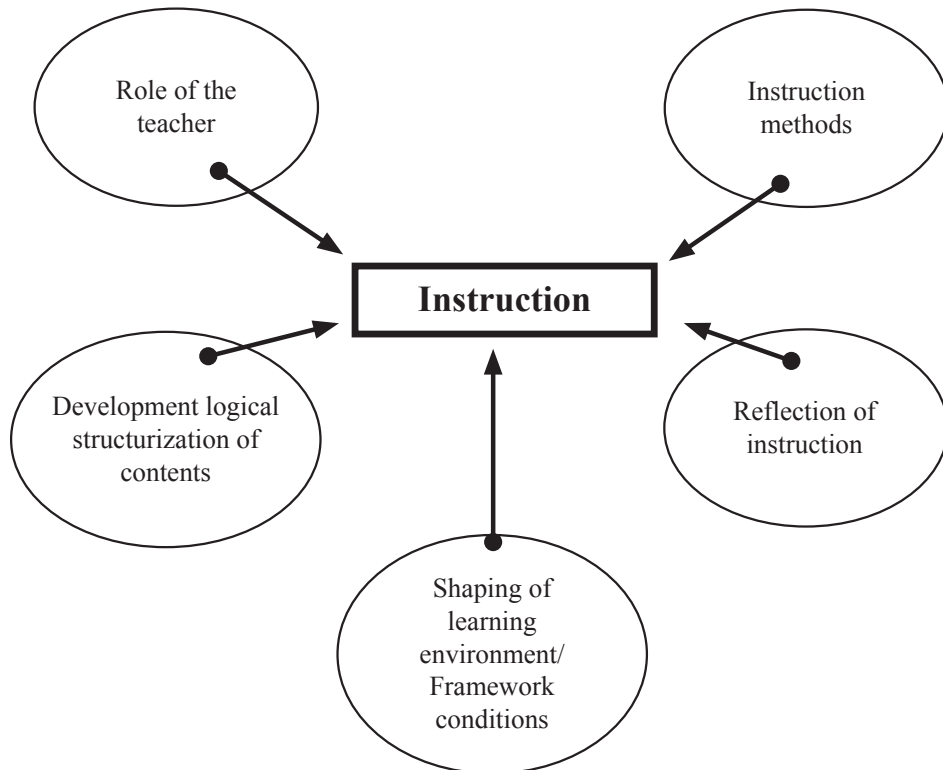 Role of the
teacher
Instruction
methods
Instruction
Development logical
structurization of
contents
Reflection of
instruction
Shaping of
learning
environment/
Framework
conditions